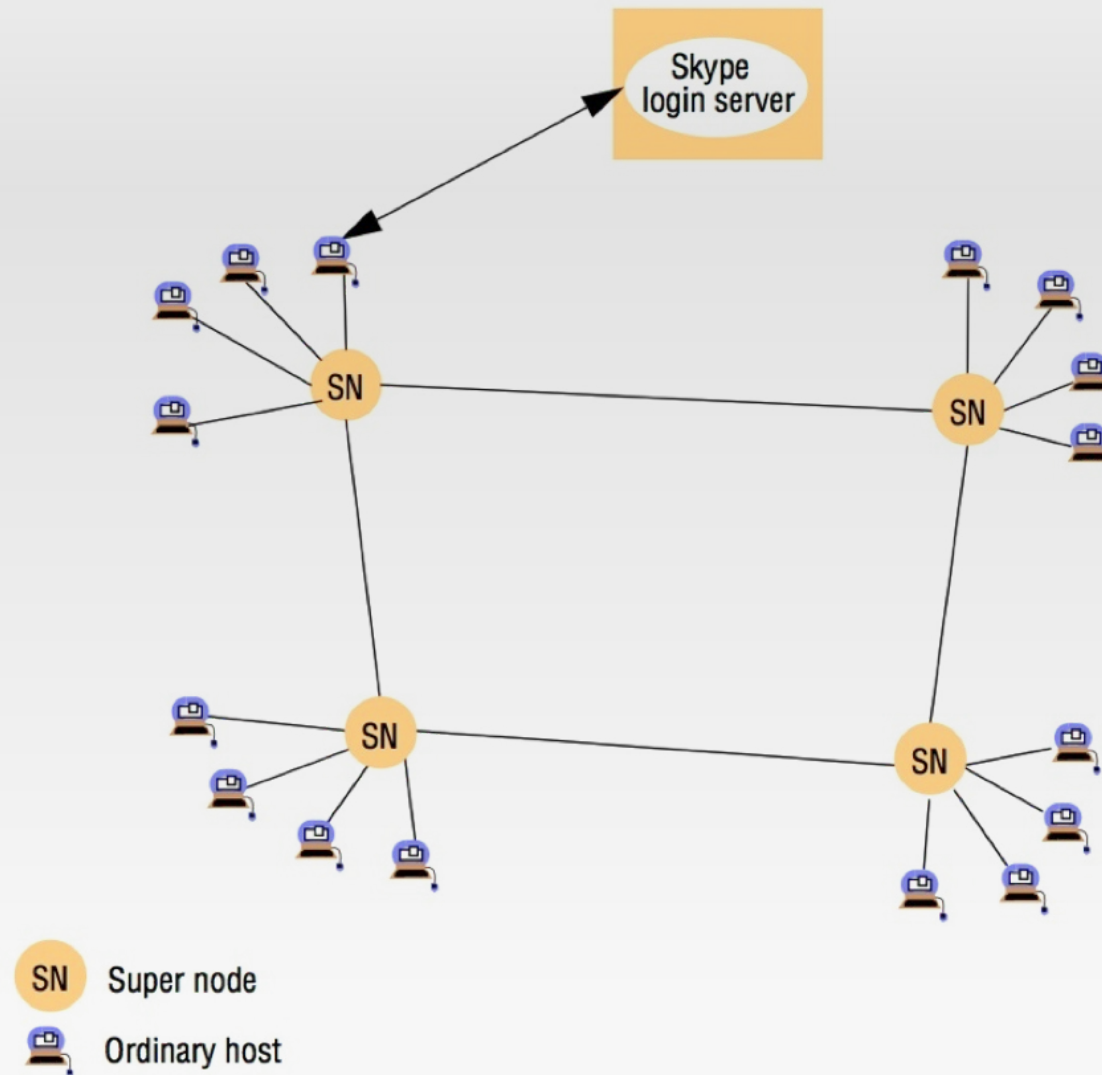 Skype
login server
SN
SN
SN
SN
SN Super node
Ordinary host